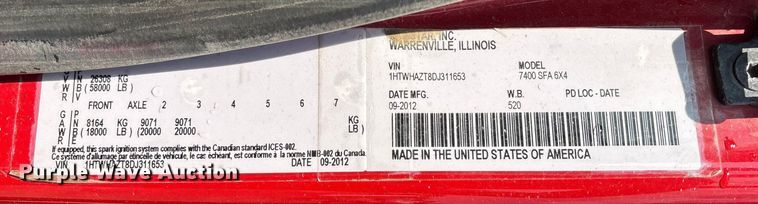 V N 26308 KG
W B (58000 LB)
R V
FRONT AXLE 2 3 4 5 6 7
G P
A N 8164 KG 9071 9071 KG
W B (18000 LB) (20000 20000 LB)
R E
If equipped, this spark ignition system complies with the Canadian standard ICES-002.
Ce système d'allumage par étincelle de véhicule, le cas echéant, est conforme à la norme NMB-002 du Canada
VIN 1HTWHAZT8DJ311653 09-2012
STAR, INC.
WARRENVILLE, ILLINOIS
VIN MODEL
1HTWHAZT8DJ311653 7400 SFA 6X4
DATE MFG. W.B. PD LOC - DATE
09-2012 520
MADE IN THE UNITED STATES OF AMERICA
Purple Wave Auction